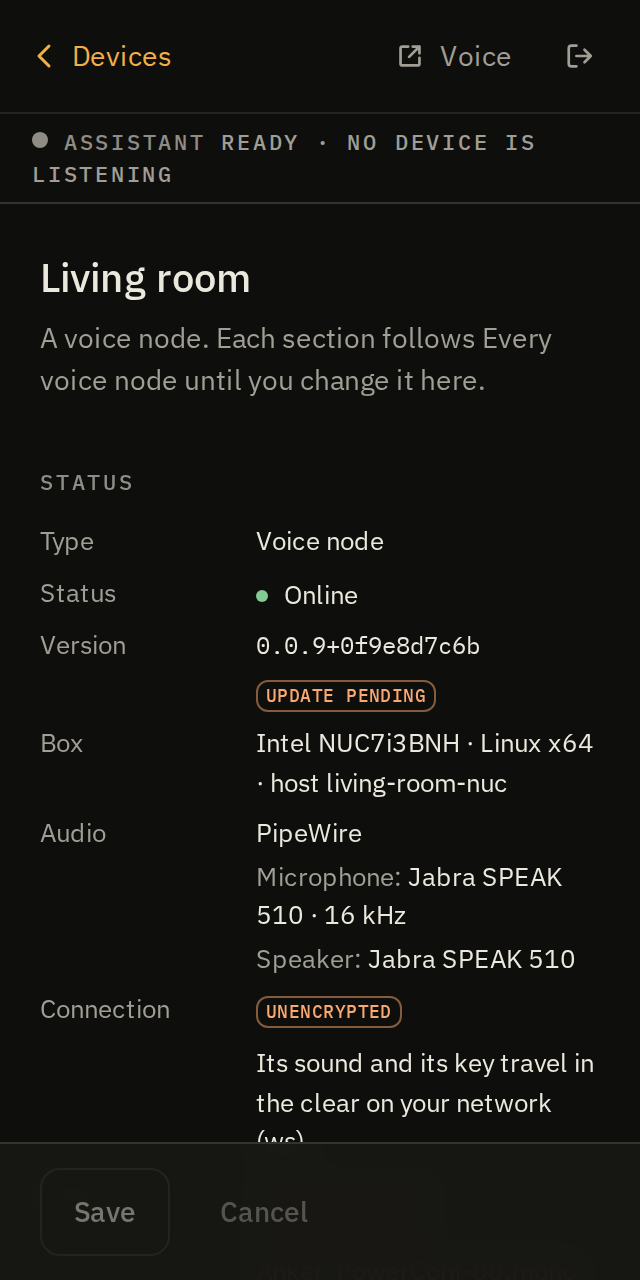 Devices
Voice
ASSISTANT READY · NO DEVICE IS
LISTENING
Living room
A voice node. Each section follows Every
voice node until you change it here.
STATUS
Type
Voice node
Status
Online
Version
0.0.9+0f9e8d7c6b
UPDATE PENDING
Box
Intel NUC7i3BNH · Linux x64
· host living-room-nuc
Audio
PipeWire
Microphone: Jabra SPEAK
510 · 16 kHz
Speaker: Jabra SPEAK 510
Connection
UNENCRYPTED
Its sound and its key travel in
the clear on your network
(ws)
Save
Cancel